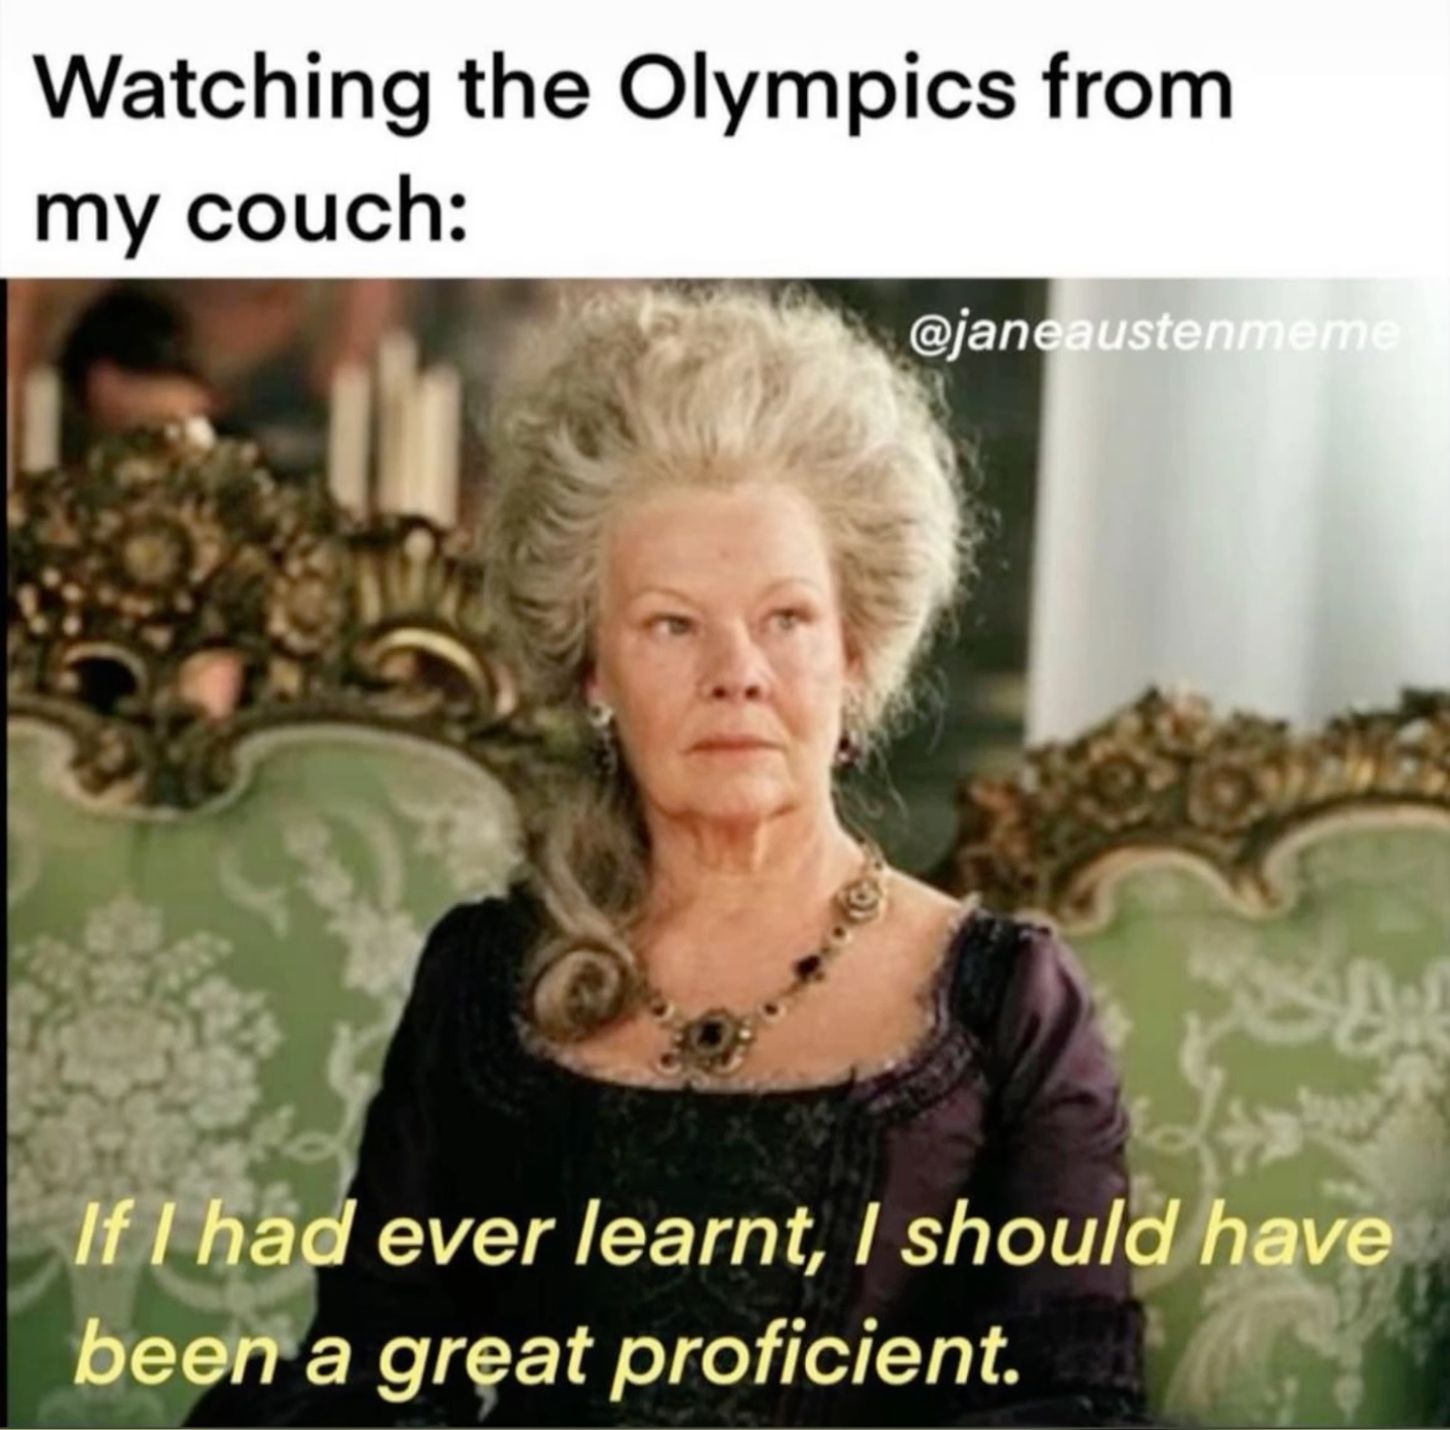 Watching the Olympics from
my couch:
@janeaustenmeme
If I had ever learnt, I should have
been a great proficient.